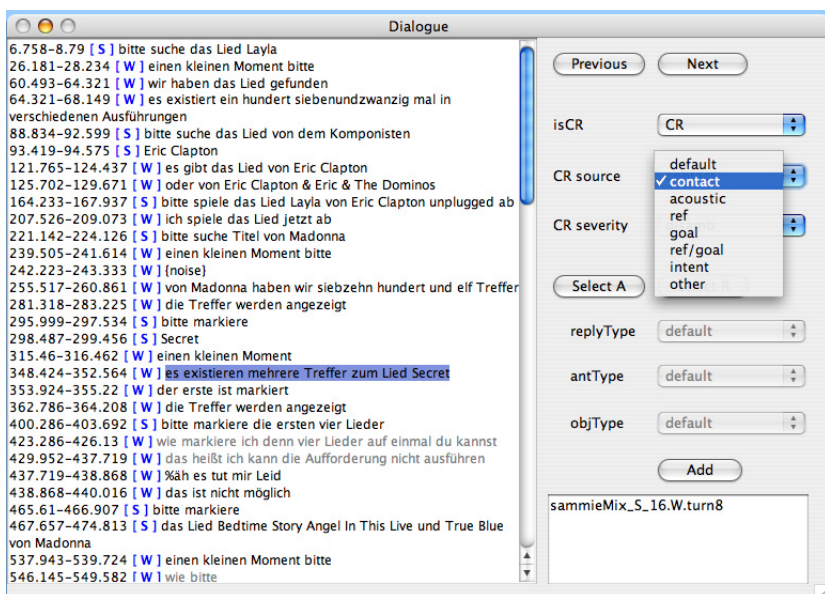 Dialogue
6.758-8.79 [ S ] bitte suche das Lied Layla
26.181-28.234 [ W ] einen kleinen Moment bitte
60.493-64.321 [ W ] wir haben das Lied gefunden
64.321-68.149 [ W ] es existiert ein hundert siebenundzwanzig mal in
verschiedenen Ausführungen
88.834-92.599 [ S ] bitte suche das Lied von dem Komponisten
93.419-94.575 [ S ] Eric Clapton
121.765-124.437 [ W ] es gibt das Lied von Eric Clapton
125.702-129.671 [ W ] oder von Eric Clapton & Eric & The Dominos
164.233-167.937 [ S ] bitte spiele das Lied Layla von Eric Clapton unplugged ab
207.526-209.073 [ W ] ich spiele das Lied jetzt ab
221.142-224.126 [ S ] bitte suche Titel von Madonna
239.505-241.614 [ W ] einen kleinen Moment bitte
242.223-243.333 [ W ] {noise}
255.517-260.861 [ W ] von Madonna haben wir siebzehn hundert und elf Treffer
281.318-283.225 [ W ] die Treffer werden angezeigt
295.999-297.534 [ S ] bitte markiere
298.487-299.456 [ S ] Secret
315.46-316.462 [ W ] einen kleinen Moment
348.424-352.564 [ W ] es existieren mehrere Treffer zum Lied Secret
353.924-355.22 [ W ] der erste ist markiert
362.786-364.208 [ W ] die Treffer werden angezeigt
400.286-403.692 [ S ] bitte markiere die ersten vier Lieder
423.286-426.13 [ W ] wie markiere ich denn vier Lieder auf einmal du kannst
429.952-437.719 [ W ] das heißt ich kann die Aufforderung nicht ausführen
437.719-438.868 [ W ] %äh es tut mir Leid
438.868-440.016 [ W ] das ist nicht möglich
465.61-466.907 [ S ] bitte markiere
467.657-474.813 [ S ] das Lied Bedtime Story Angel In This Live und True Blue
von Madonna
537.943-539.724 [ W ] einen kleinen Moment bitte
546.145-549.582 [ W ] wie bitte
Previous
Next
isCR
CR
CR source
default
✓ contact
acoustic
ref
goal
ref/goal
intent
other
CR severity
Select A
replyType
default
antType
default
objType
default
Add
sammieMix_S_16.W.turn8